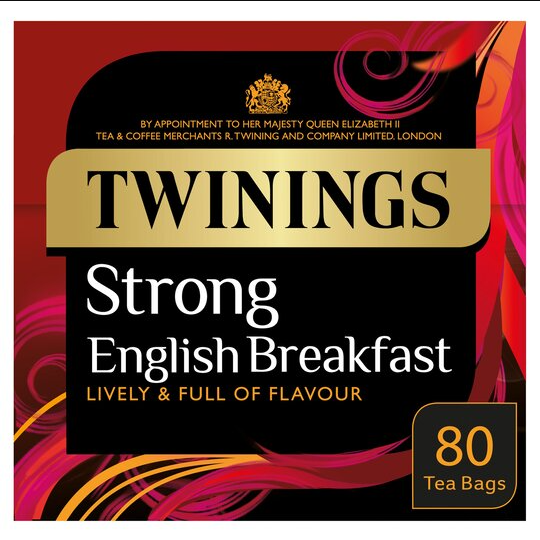 BY APPOINTMENT TO HER MAJESTY QUEEN ELIZABETH II
TEA & COFFEE MERCHANTS R. TWINING AND COMPANY LIMITED. LONDON
TWININGS
Strong
English Breakfast
LIVELY & FULL OF FLAVOUR
80
Tea Bags